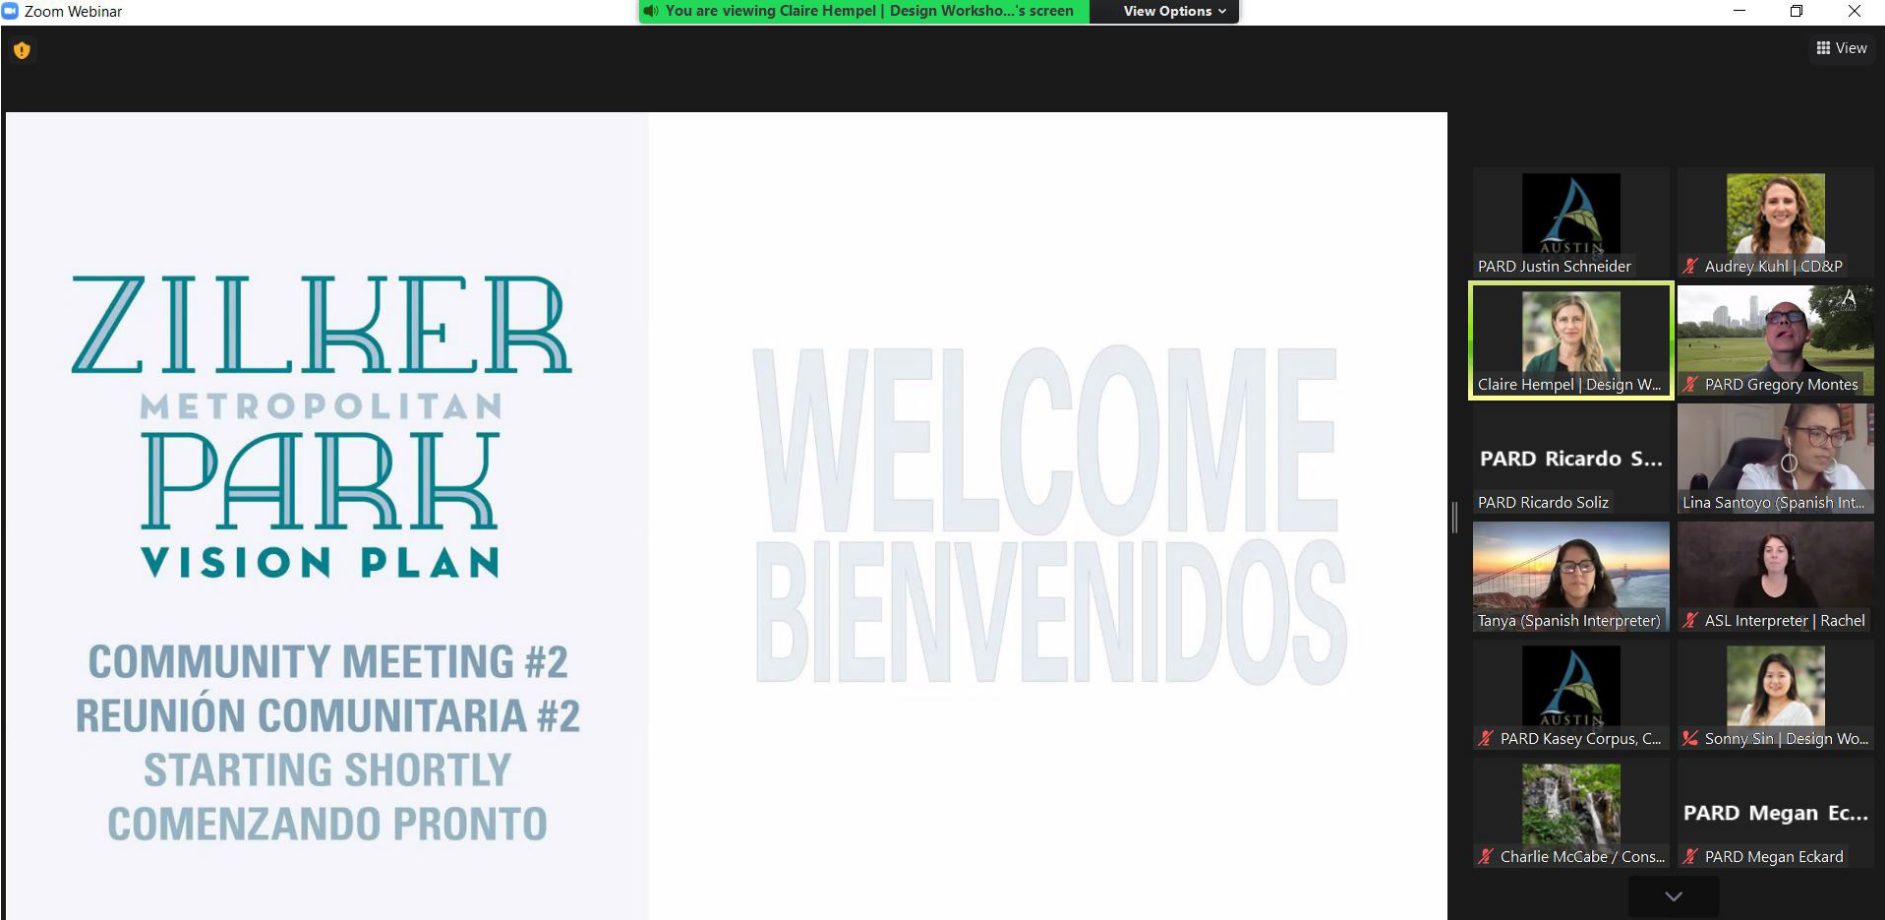 Zoom Webinar
You are viewing Claire Hempel | Design Worksho...'s screen
View Options
View
ZILKER
METROPOLITAN
PARK
VISION PLAN
COMMUNITY MEETING #2
REUNIÓN COMUNITARIA #2
STARTING SHORTLY
COMENZANDO PRONTO
WELCOME
BIENVENIDOS
AUSTIN
PARD Justin Schneider
Audrey Kuhl | CD&P
Claire Hempel | Design W...
PARD Gregory Montes
PARD Ricardo S...
PARD Ricardo Soliz
Lina Santoyo (Spanish Int...
Tanya (Spanish Interpreter)
ASL Interpreter | Rachel
AUSTIN
PARD Kasey Corpus, C...
Sonny Sin | Design Wo...
Charlie McCabe / Cons...
PARD Megan Ec...
PARD Megan Eckard